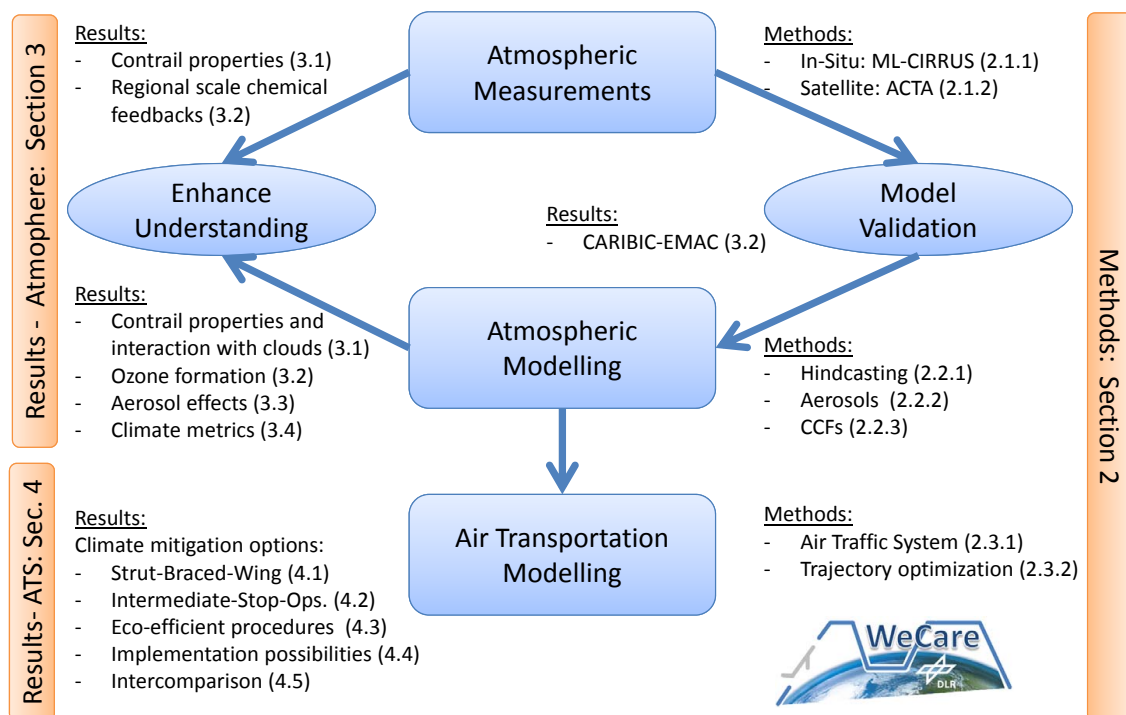 Results - Atmophere: Section 3
Results:
- Contrail properties (3.1)
- Regional scale chemical
feedbacks (3.2)
Atmospheric
Measurements
Methods:
- In-Situ: ML-CIRRUS (2.1.1)
- Satellite: ACTA (2.1.2)
Enhance
Understanding
Results:
- CARIBIC-EMAC (3.2)
Model
Validation
Results:
- Contrail properties and
interaction with clouds (3.1)
- Ozone formation (3.2)
- Aerosol effects (3.3)
- Climate metrics (3.4)
Atmospheric
Modelling
Methods:
- Hindcasting (2.2.1)
- Aerosols (2.2.2)
- CCFs (2.2.3)
Methods: Section 2
Results- ATS: Sec. 4
Results:
Climate mitigation options:
- Strut-Braced-Wing (4.1)
- Intermediate-Stop-Ops. (4.2)
- Eco-efficient procedures (4.3)
- Implementation possibilities (4.4)
- Intercomparison (4.5)
Air Transportation
Modelling
Methods:
- Air Traffic System (2.3.1)
- Trajectory optimization (2.3.2)
WeCare
DLR